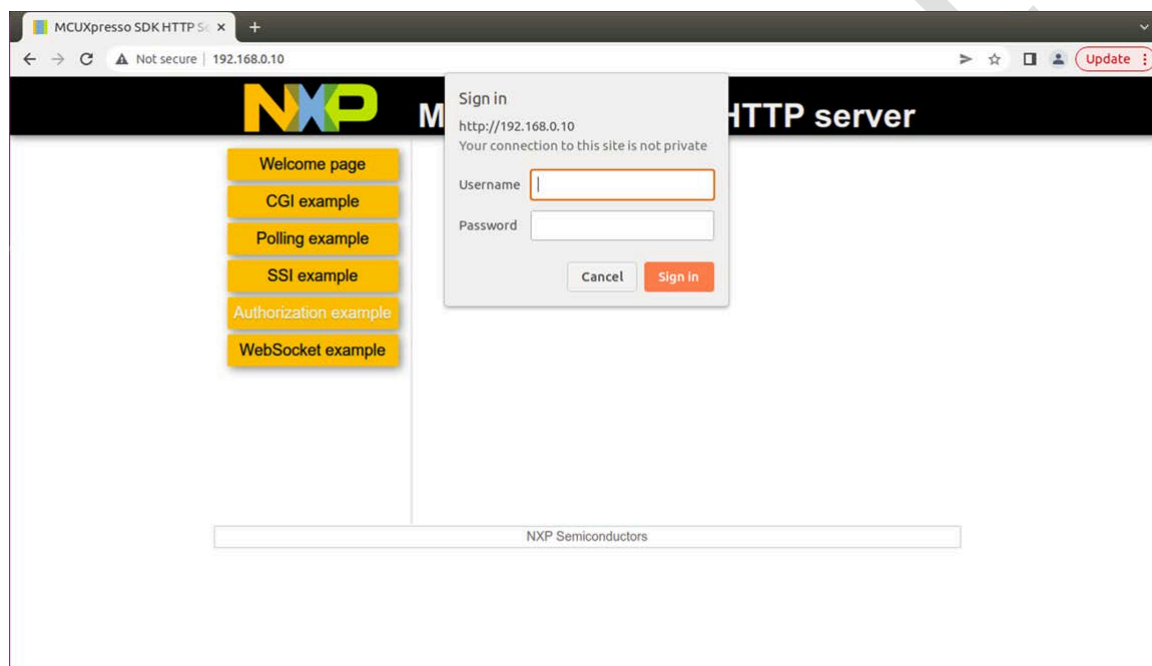 MCUXpresso SDK HTTP Se
Not secure | 192.168.0.10
Update
NXP
M
HTTP server
Sign in
http://192.168.0.10
Your connection to this site is not private
Username
Password
Cancel
Sign in
Welcome page
CGI example
Polling example
SSI example
Authorization example
WebSocket example
NXP Semiconductors